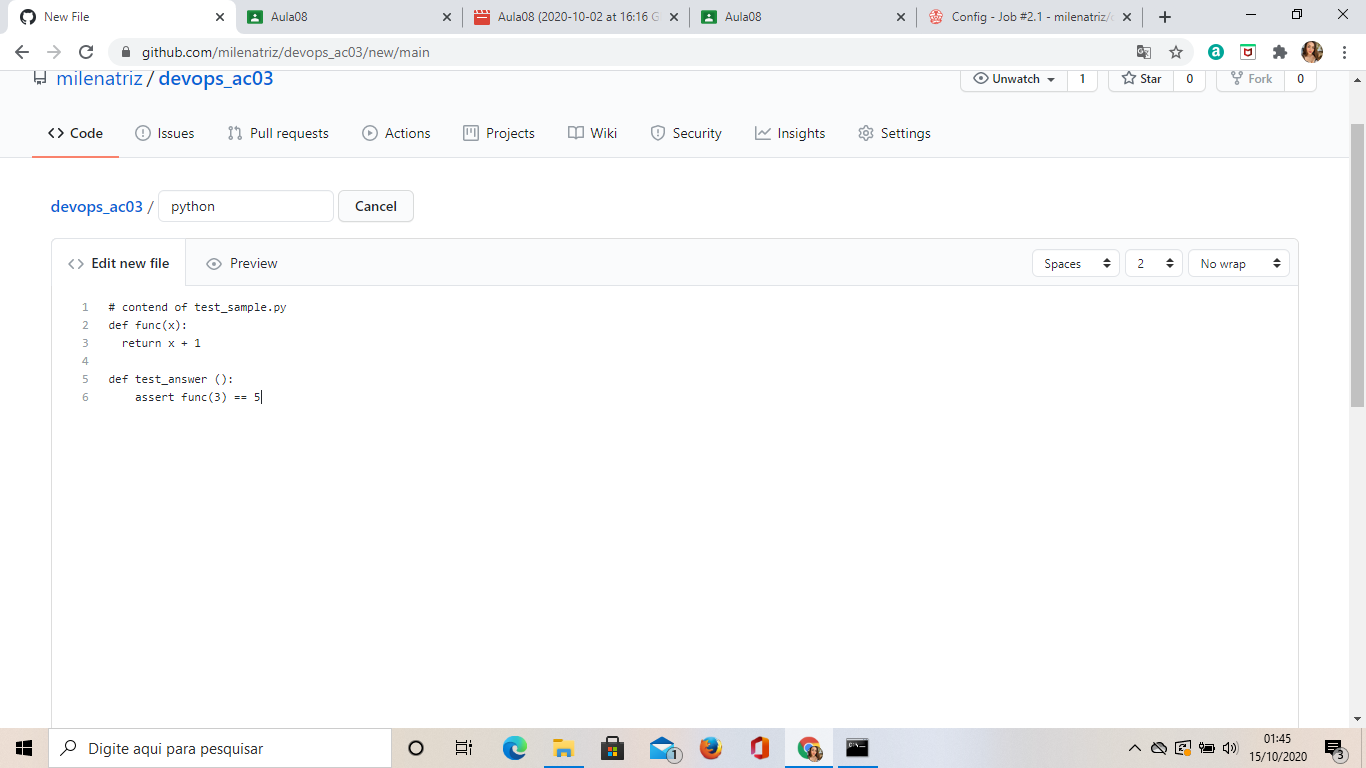 New File
Aula08
Aula08 (2020-10-02 at 16:16 G
Aula08
Config - Job #2.1 - milenatriz/
github.com/milenatriz/devops_ac03/new/main
milenatriz / devops_ac03
Unwatch 1
Star 0
Fork 0
Code
Issues
Pull requests
Actions
Projects
Wiki
Security
Insights
Settings
devops_ac03 / python
Cancel
Edit new file
Preview
Spaces
2
No wrap
1 # contend of test_sample.py
2 def func(x):
3 return x + 1
4
5 def test_answer ():
6 assert func(3) == 5
Digite aqui para pesquisar
1
01:45
15/10/2020
3